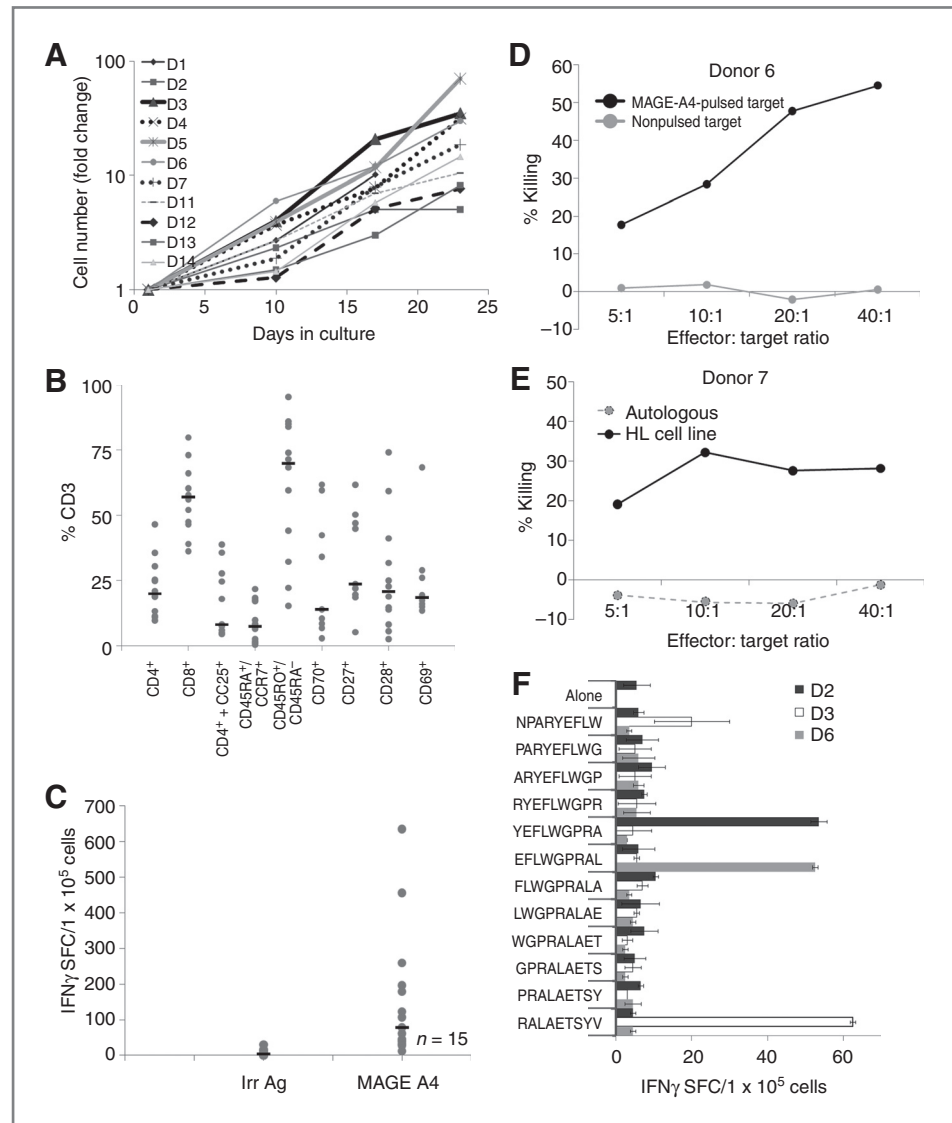 A
100
10
1
Cell number (fold change)
D1
D2
D3
D4
D5
D6
D7
D11
D12
D13
D14
0 5 10 15 20 25
Days in culture
B
100
75
50
25
0
% CD3
CD4⁺
CD8⁺
CD4⁺ + CC25⁺
CD45RA⁺/
CCR7⁺
CD45RO⁺/
CD45RA⁻
CD70⁺
CD27⁺
CD28⁺
CD69⁺
C
700
600
500
400
300
200
100
0
IFNγ SFC/1 x 10⁵ cells
n = 15
Irr Ag MAGE A4
D
Donor 6
60
50
40
30
20
10
0
–10
% Killing
MAGE-A4-pulsed target
Nonpulsed target
5:1 10:1 20:1 40:1
Effector: target ratio
E
Donor 7
50
40
30
20
10
0
–10
% Killing
Autologous
HL cell line
5:1 10:1 20:1 40:1
Effector: target ratio
F
D2
D3
D6
Alone
NPARYEFLW
PARYEFLWG
ARYEFLWGP
RYEFLWGPR
YEFLWGPRA
EFLWGPRAL
FLWGPRALA
LWGPRALAE
WGPRALAET
GPRALAETS
PRALAETSY
RALAETSYV
0 20 40 60
IFNγ SFC/1 x 10⁵ cells